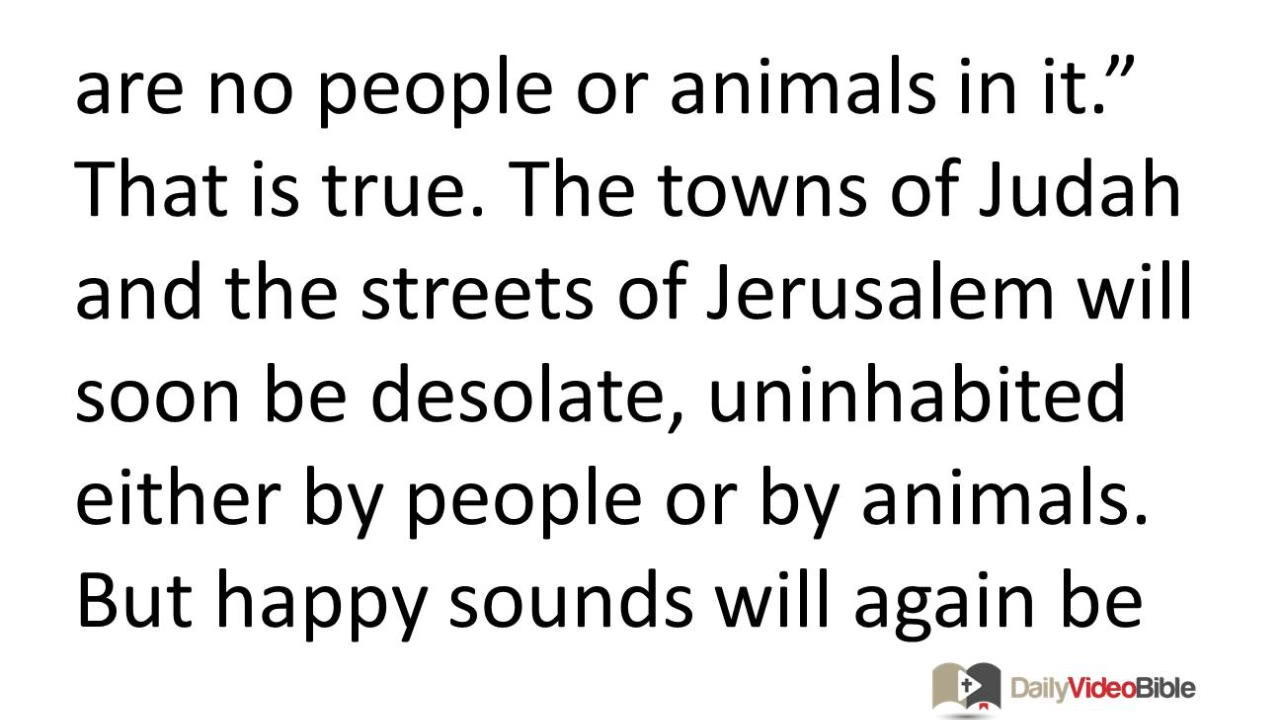 are no people or animals in it.”
That is true. The towns of Judah
and the streets of Jerusalem will
soon be desolate, uninhabited
either by people or by animals.
But happy sounds will again be
DailyVideoBible